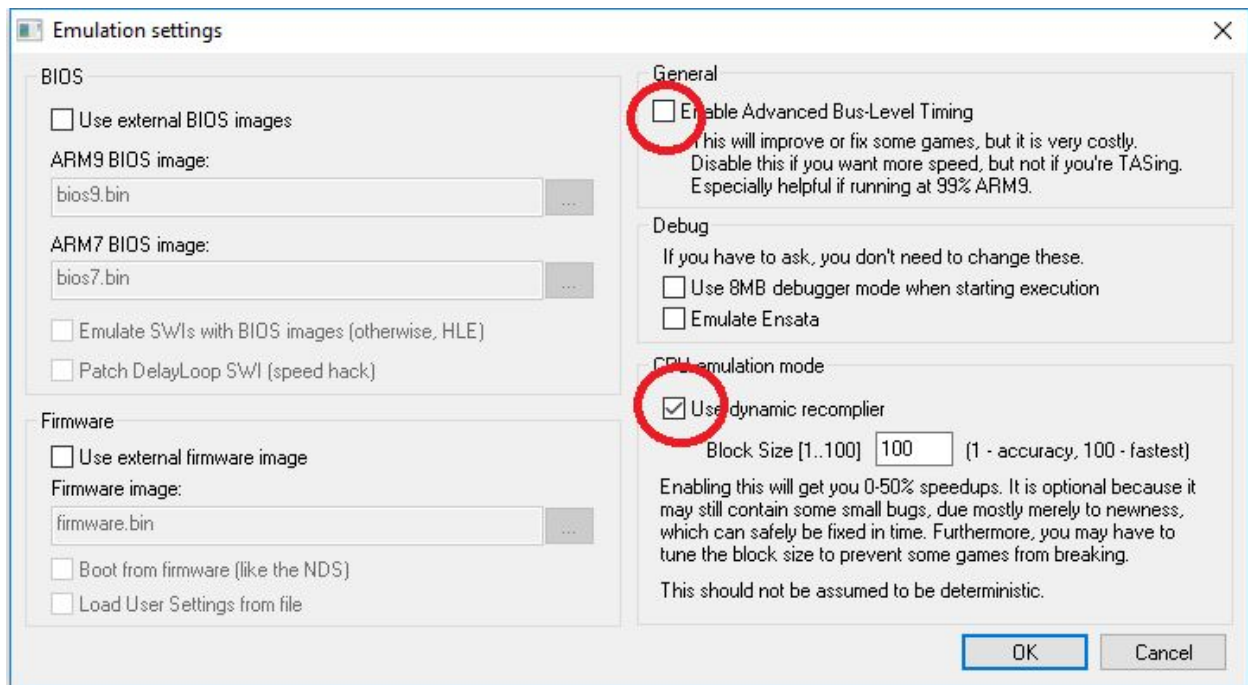 Emulation settings
BIOS
Use external BIOS images
ARM9 BIOS image:
bios9.bin
...
ARM7 BIOS image:
bios7.bin
...
Emulate SWIs with BIOS images (otherwise, HLE)
Patch DelayLoop SWI (speed hack)
Firmware
Use external firmware image
Firmware image:
firmware.bin
...
Boot from firmware (like the NDS)
Load User Settings from file
General
Enable Advanced Bus-Level Timing
This will improve or fix some games, but it is very costly.
Disable this if you want more speed, but not if you're TASing.
Especially helpful if running at 99% ARM9.
Debug
If you have to ask, you don't need to change these.
Use 8MB debugger mode when starting execution
Emulate Ensata
CPU emulation mode
Use dynamic recomplier
Block Size [1..100] 100 (1 - accuracy, 100 - fastest)
Enabling this will get you 0-50% speedups. It is optional because it
may still contain some small bugs, due mostly merely to newness,
which can safely be fixed in time. Furthermore, you may have to
tune the block size to prevent some games from breaking.
This should not be assumed to be deterministic.
OK
Cancel